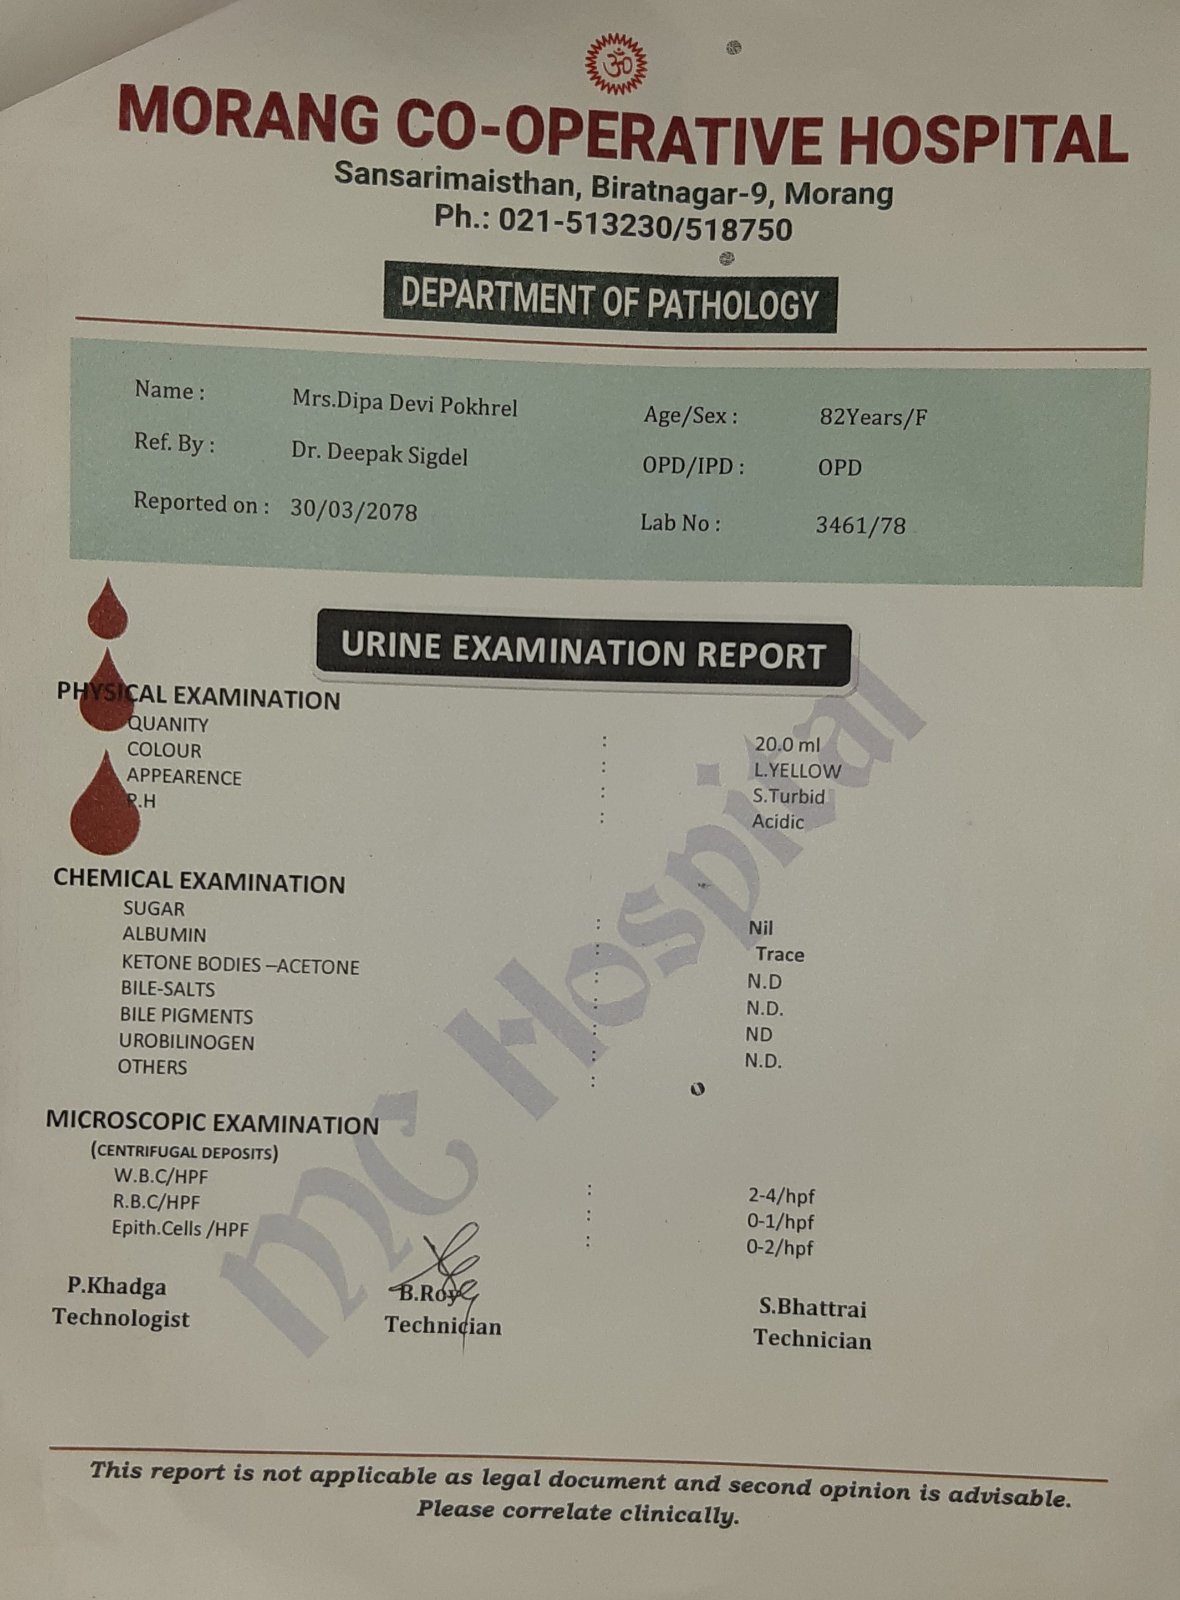 ॐ
MORANG CO-OPERATIVE HOSPITAL
Sansarimaisthan, Biratnagar-9, Morang
Ph.: 021-513230/518750
DEPARTMENT OF PATHOLOGY
Name : Mrs.Dipa Devi Pokhrel Age/Sex : 82Years/F
Ref. By : Dr. Deepak Sigdel OPD/IPD : OPD
Reported on : 30/03/2078 Lab No : 3461/78
URINE EXAMINATION REPORT
PHYSICAL EXAMINATION
QUANITY : 20.0 ml
COLOUR : L.YELLOW
APPEARENCE : S.Turbid
P.H : Acidic
CHEMICAL EXAMINATION
SUGAR : Nil
ALBUMIN : Trace
KETONE BODIES –ACETONE : N.D
BILE-SALTS : N.D.
BILE PIGMENTS : ND
UROBILINOGEN : N.D.
OTHERS :
MICROSCOPIC EXAMINATION
(CENTRIFUGAL DEPOSITS)
W.B.C/HPF : 2-4/hpf
R.B.C/HPF : 0-1/hpf
Epith.Cells /HPF : 0-2/hpf
MC Hospital
P.Khadga B.Roy S.Bhattrai
Technologist Technician Technician
This report is not applicable as legal document and second opinion is advisable.
Please correlate clinically.